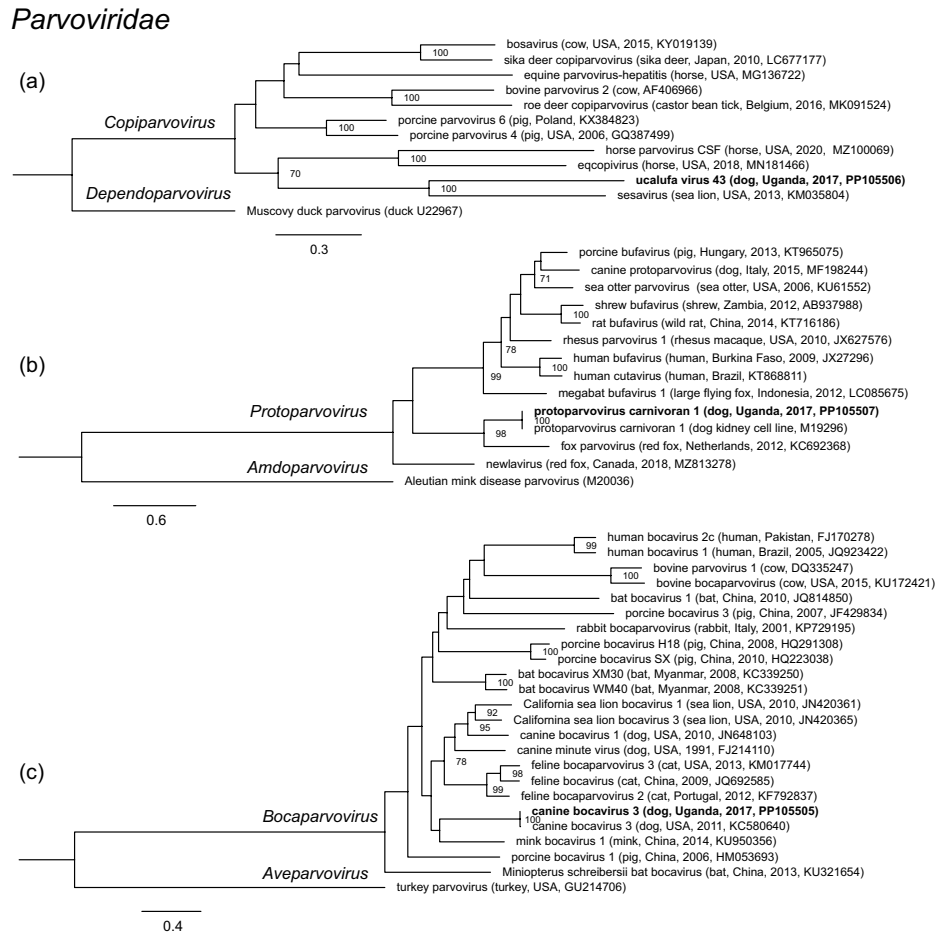 Parvoviridae
(a)
bosavirus (cow, USA, 2015, KY019139)
100
sika deer copiparvovirus (sika deer, Japan, 2010, LC677177)
equine parvovirus-hepatitis (horse, USA, MG136722)
bovine parvovirus 2 (cow, AF406966)
100
roe deer copiparvovirus (castor bean tick, Belgium, 2016, MK091524)
Copiparvovirus
porcine parvovirus 6 (pig, Poland, KX384823)
100
porcine parvovirus 4 (pig, USA, 2006, GQ387499)
horse parvovirus CSF (horse, USA, 2020, MZ100069)
100
eqcopivirus (horse, USA, 2018, MN181466)
70
ucalufa virus 43 (dog, Uganda, 2017, PP105506)
100
sesavirus (sea lion, USA, 2013, KM035804)
Dependoparvovirus
Muscovy duck parvovirus (duck U22967)
0.3
(b)
porcine bufavirus (pig, Hungary, 2013, KT965075)
canine protoparvovirus (dog, Italy, 2015, MF198244)
71
sea otter parvovirus (sea otter, USA, 2006, KU61552)
shrew bufavirus (shrew, Zambia, 2012, AB937988)
100
rat bufavirus (wild rat, China, 2014, KT716186)
rhesus parvovirus 1 (rhesus macaque, USA, 2010, JX627576)
78
human bufavirus (human, Burkina Faso, 2009, JX27296)
100
human cutavirus (human, Brazil, KT868811)
99
megabat bufavirus 1 (large flying fox, Indonesia, 2012, LC085675)
Protoparvovirus
protoparvovirus carnivoran 1 (dog, Uganda, 2017, PP105507)
100
protoparvovirus carnivoran 1 (dog kidney cell line, M19296)
98
fox parvovirus (red fox, Netherlands, 2012, KC692368)
newlavirus (red fox, Canada, 2018, MZ813278)
Amdoparvovirus
Aleutian mink disease parvovirus (M20036)
0.6
(c)
human bocavirus 2c (human, Pakistan, FJ170278)
99
human bocavirus 1 (human, Brazil, 2005, JQ923422)
bovine parvovirus 1 (cow, DQ335247)
100
bovine bocaparvovirus (cow, USA, 2015, KU172421)
bat bocavirus 1 (bat, China, 2010, JQ814850)
porcine bocavirus 3 (pig, China, 2007, JF429834)
rabbit bocaparvovirus (rabbit, Italy, 2001, KP729195)
porcine bocavirus H18 (pig, China, 2008, HQ291308)
100
porcine bocavirus SX (pig, China, 2010, HQ223038)
bat bocavirus XM30 (bat, Myanmar, 2008, KC339250)
100
bat bocavirus WM40 (bat, Myanmar, 2008, KC339251)
California sea lion bocavirus 1 (sea lion, USA, 2010, JN420361)
92
Californina sea lion bocavirus 3 (sea lion, USA, 2010, JN420365)
95
canine bocavirus 1 (dog, USA, 2010, JN648103)
canine minute virus (dog, USA, 1991, FJ214110)
78
feline bocaparvovirus 3 (cat, USA, 2013, KM017744)
98
feline bocavirus (cat, China, 2009, JQ692585)
99
feline bocaparvovirus 2 (cat, Portugal, 2012, KF792837)
Bocaparvovirus
canine bocavirus 3 (dog, Uganda, 2017, PP105505)
100
canine bocavirus 3 (dog, USA, 2011, KC580640)
mink bocavirus 1 (mink, China, 2014, KU950356)
porcine bocavirus 1 (pig, China, 2006, HM053693)
Miniopterus schreibersii bat bocavirus (bat, China, 2013, KU321654)
Aveparvovirus
turkey parvovirus (turkey, USA, GU214706)
0.4